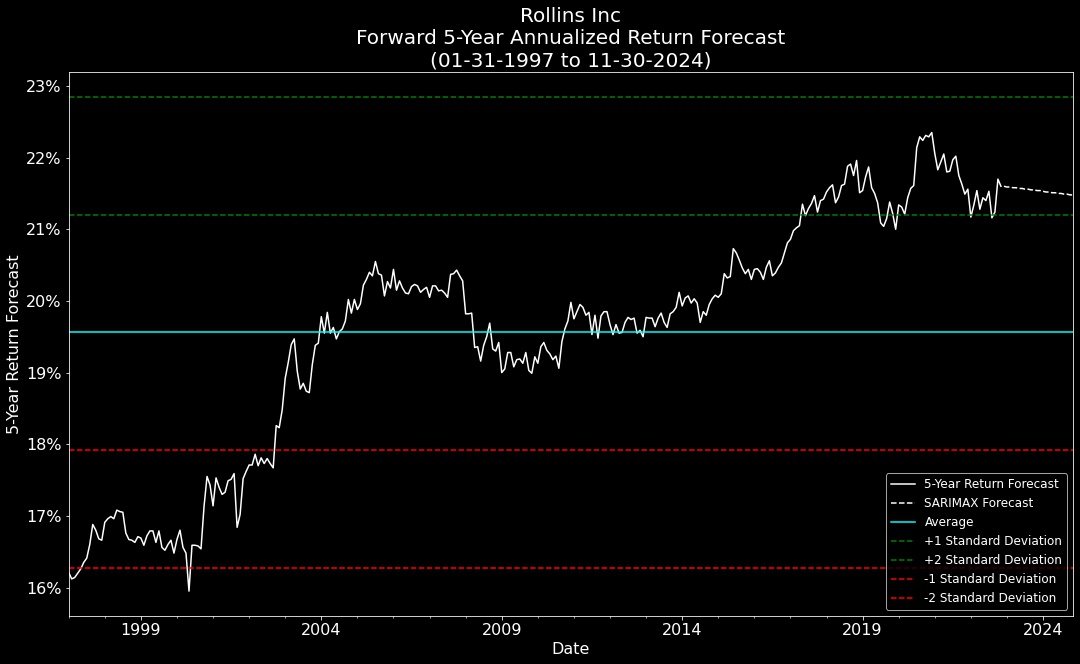 Rollins Inc
Forward 5-Year Annualized Return Forecast
(01-31-1997 to 11-30-2024)
5-Year Return Forecast
23%
22%
21%
20%
19%
18%
17%
16%
5-Year Return Forecast
SARIMAX Forecast
Average
+1 Standard Deviation
+2 Standard Deviation
-1 Standard Deviation
-2 Standard Deviation
1999
2004
2009
2014
2019
2024
Date